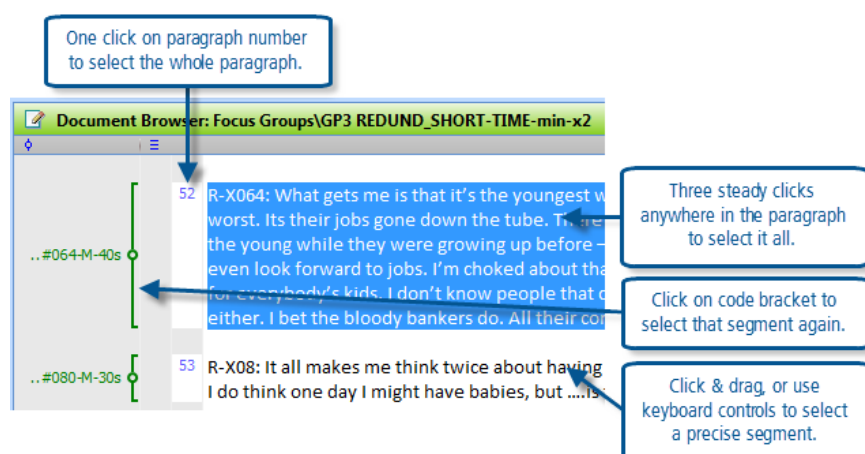 One click on paragraph number
to select the whole paragraph.
Document Browser: Focus Groups\GP3 REDUND_SHORT-TIME-min-x2
52 R-X064: What gets me is that it's the youngest
worst. Its their jobs gone down the tube. There
the young while they were growing up before –
even look forward to jobs. I'm choked about
for everybody's kids. I don't know people that
either. I bet the bloody bankers do. All their
..#064-M-40s
53 R-X08: It all makes me think twice about having
I do think one day I might have babies, but ....is
..#080-M-30s
Three steady clicks
anywhere in the paragraph
to select it all.
Click on code bracket to
select that segment again.
Click & drag, or use
keyboard controls to select
a precise segment.